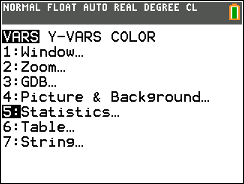 NORMAL FLOAT AUTO REAL DEGREE CL
VARS Y-VARS COLOR
1:Window…
2:Zoom…
3:GDB…
4:Picture & Background…
5:Statistics…
6:Table…
7:String…